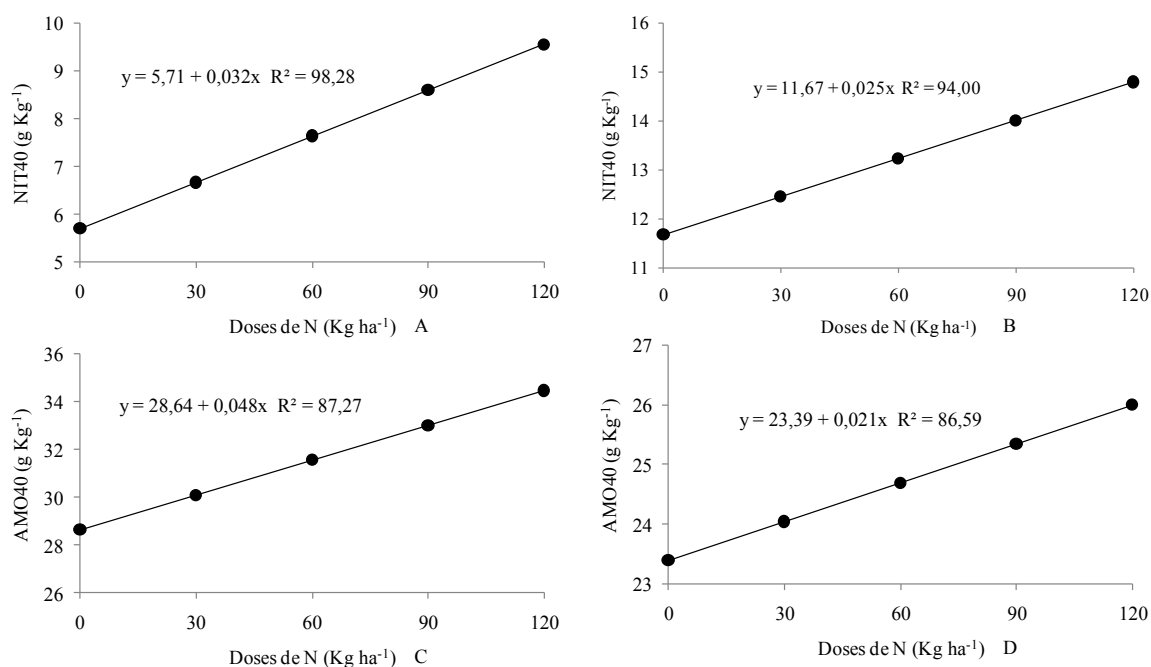 NIT40 (g Kg⁻¹)
10
9
8
7
6
5
y = 5,71 + 0,032x R² = 98,28
0 30 60 90 120
Doses de N (Kg ha⁻¹) A
NIT40 (g Kg⁻¹)
16
15
14
13
12
11
y = 11,67 + 0,025x R² = 94,00
0 30 60 90 120
Doses de N (Kg ha⁻¹) B
AMO40 (g Kg⁻¹)
36
34
32
30
28
26
y = 28,64 + 0,048x R² = 87,27
0 30 60 90 120
Doses de N (Kg ha⁻¹) C
AMO40 (g Kg⁻¹)
27
26
25
24
23
y = 23,39 + 0,021x R² = 86,59
0 30 60 90 120
Doses de N (Kg ha⁻¹) D